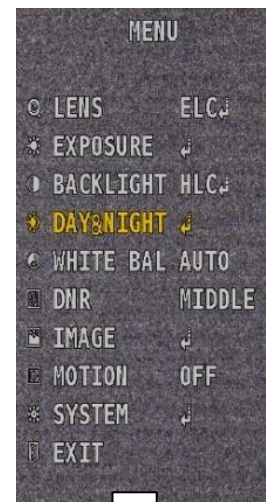 MENU
LENS ELC↲
EXPOSURE ↲
BACKLIGHT HLC↲
DAY&NIGHT ↲
WHITE BAL AUTO
DNR MIDDLE
IMAGE ↲
MOTION OFF
SYSTEM ↲
EXIT